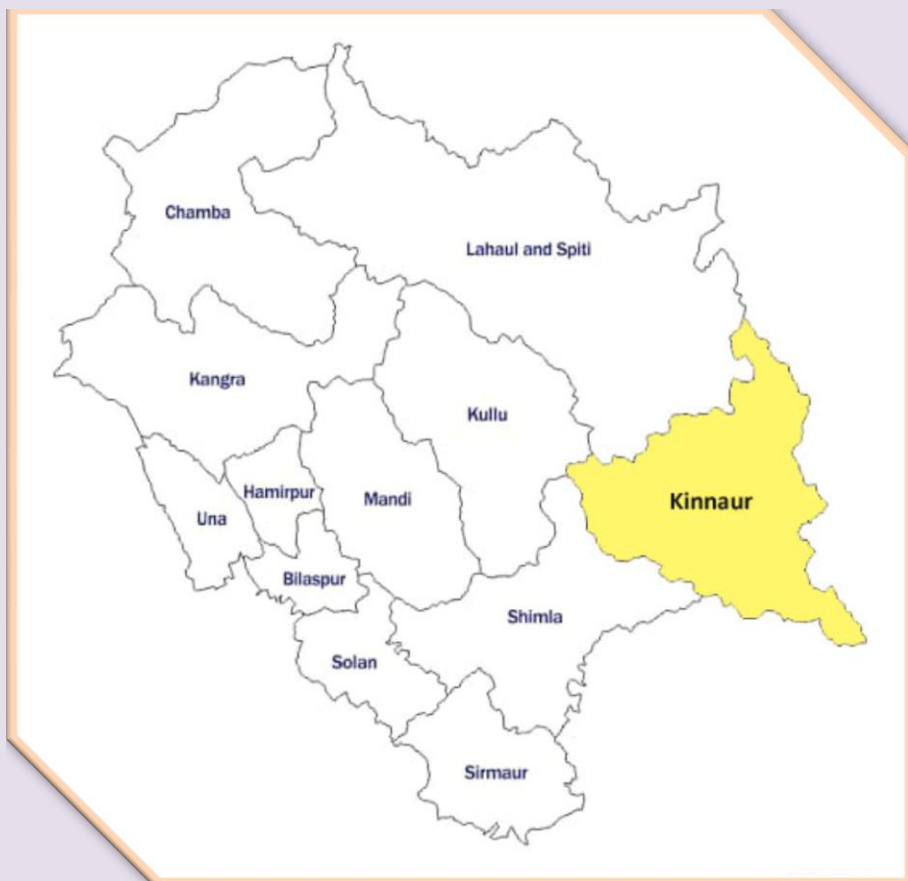 Chamba
Lahaul and Spiti
Kangra
Kullu
Hamirpur
Mandi
Kinnaur
Una
Bilaspur
Shimla
Solan
Sirmaur